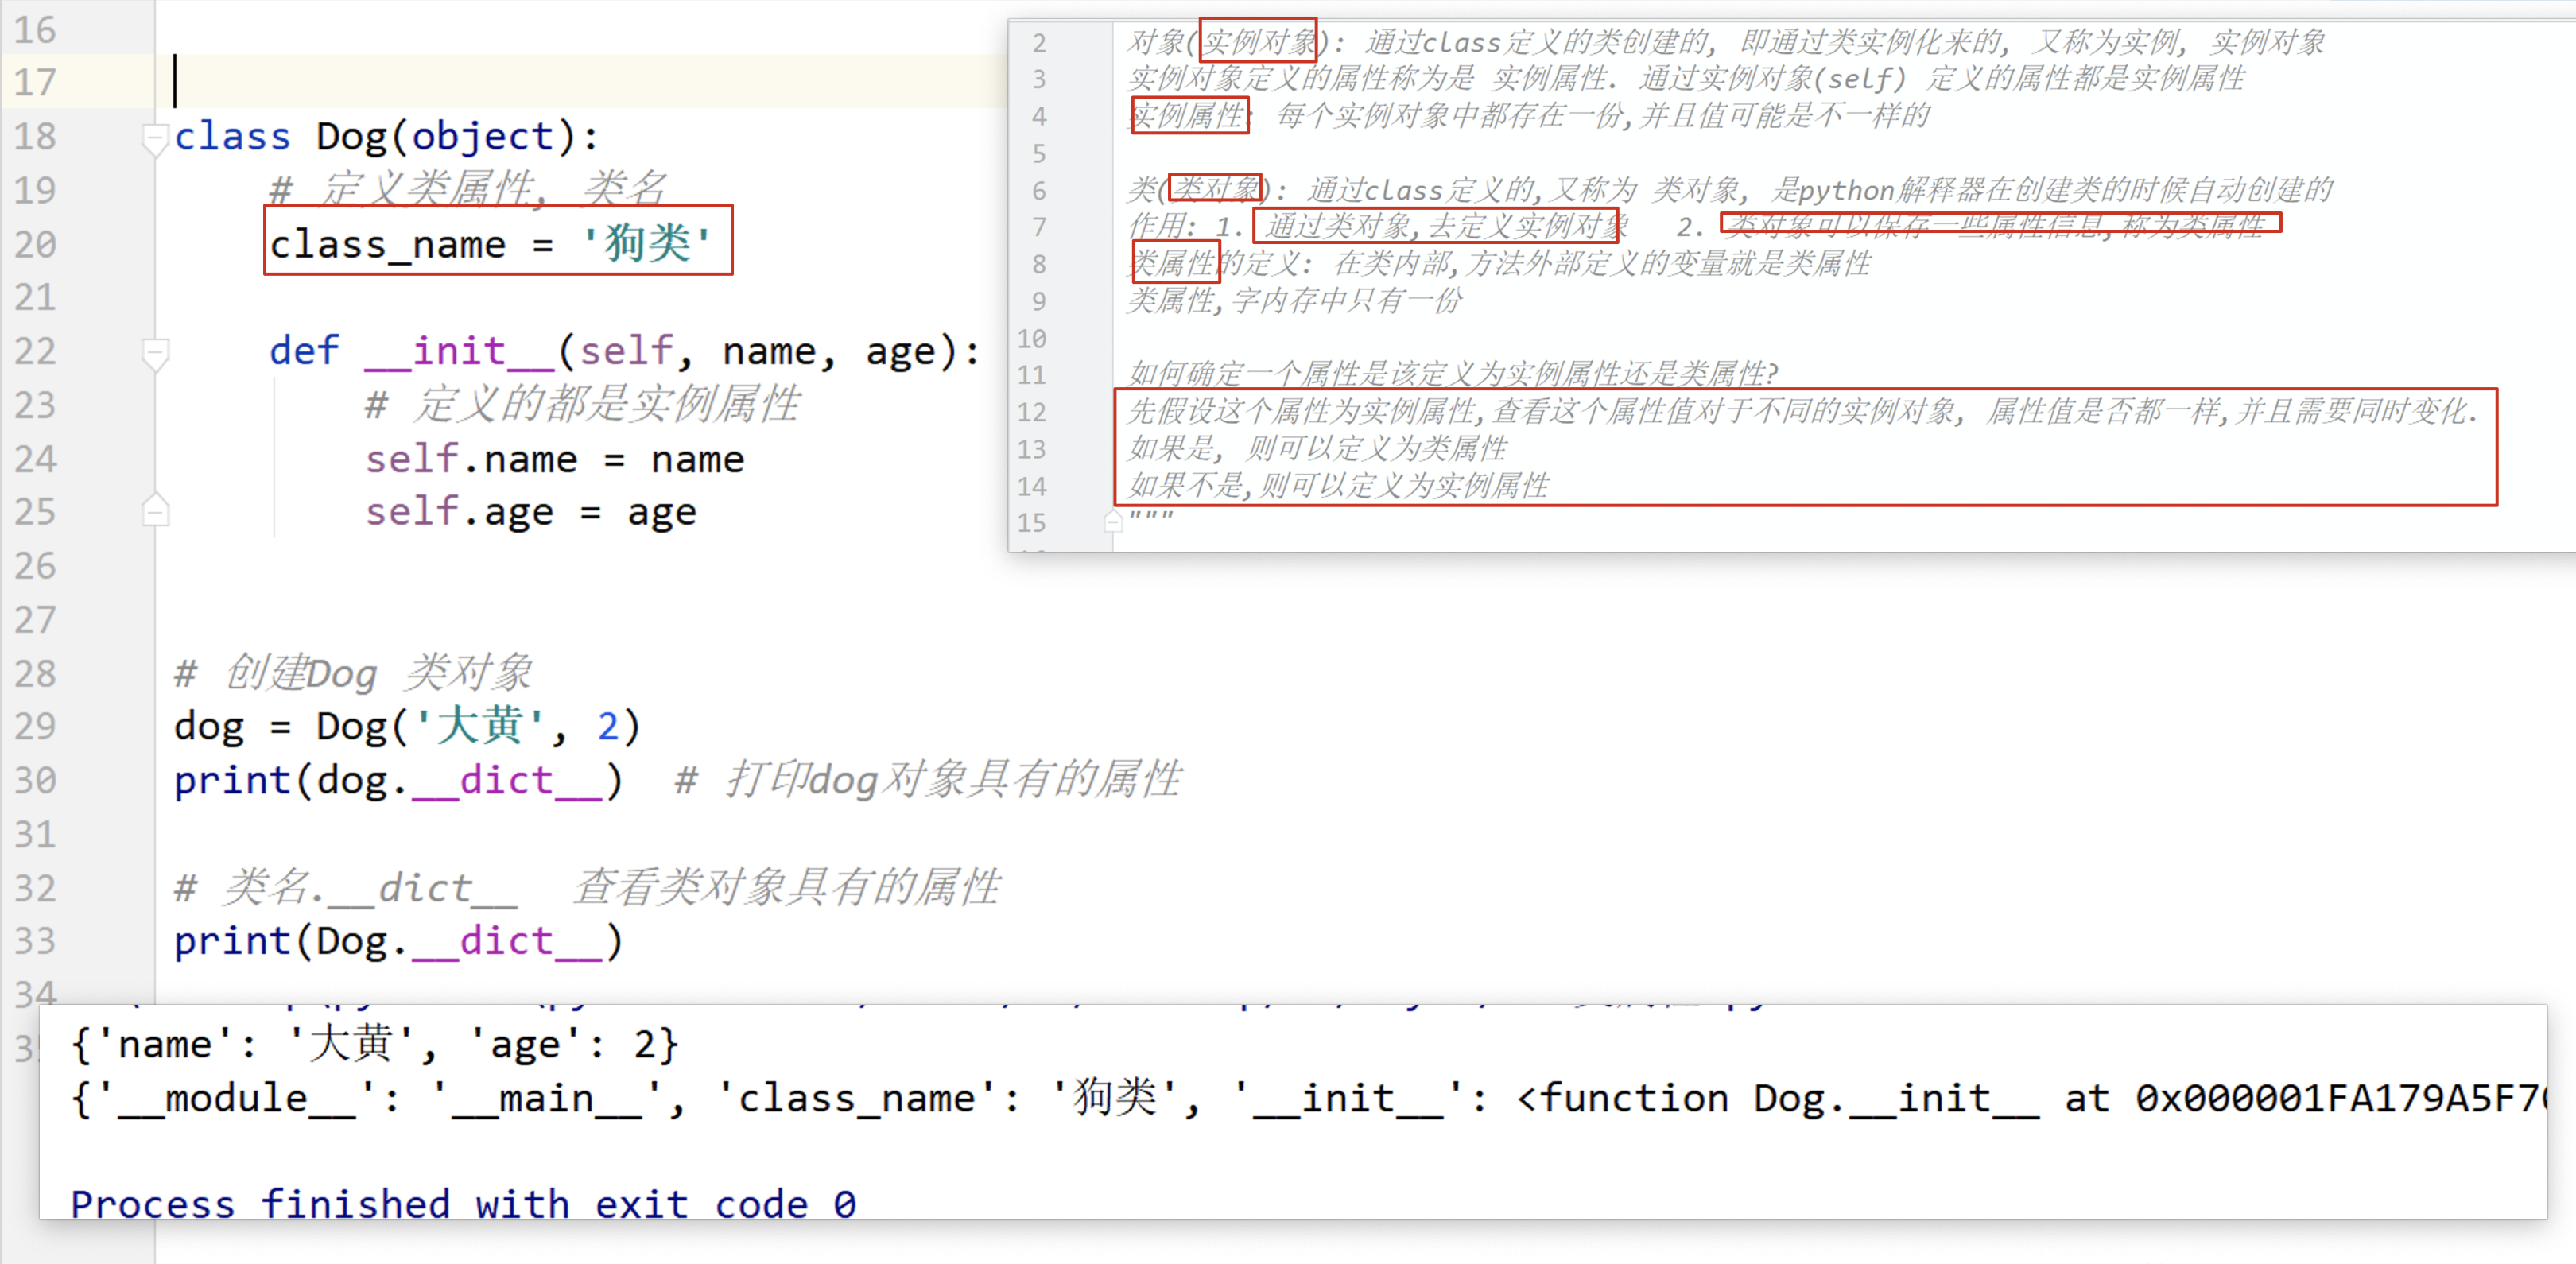 16
17
18 class Dog(object):
19 # 定义类属性, 类名
20 class_name = '狗类'
21
22 def __init__(self, name, age):
23 # 定义的都是实例属性
24 self.name = name
25 self.age = age
26
27
28 # 创建Dog 类对象
29 dog = Dog('大黄', 2)
30 print(dog.__dict__) # 打印dog对象具有的属性
31
32 # 类名.__dict__ 查看类对象具有的属性
33 print(Dog.__dict__)
34
2 对象(实例对象): 通过class定义的类创建的, 即通过类实例化来的, 又称为实例, 实例对象
3 实例对象定义的属性称为是 实例属性. 通过实例对象(self) 定义的属性都是实例属性
4 实例属性: 每个实例对象中都存在一份,并且值可能是不一样的
5
6 类(类对象): 通过class定义的,又称为 类对象, 是python解释器在创建类的时候自动创建的
7 作用: 1. 通过类对象,去定义实例对象 2. 类对象可以保存一些属性信息,称为类属性
8 类属性的定义: 在类内部,方法外部定义的变量就是类属性
9 类属性,字内存中只有一份
10
11 如何确定一个属性是该定义为实例属性还是类属性?
12 先假设这个属性为实例属性,查看这个属性值对于不同的实例对象, 属性值是否都一样,并且需要同时变化.
13 如果是, 则可以定义为类属性
14 如果不是,则可以定义为实例属性
15 """
{'name': '大黄', 'age': 2}
{'__module__': '__main__', 'class_name': '狗类', '__init__': <function Dog.__init__ at 0x000001FA179A5F7
Process finished with exit code 0